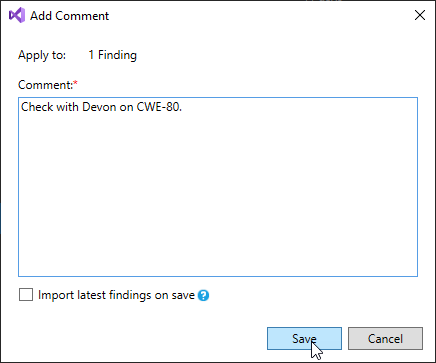 Add Comment
Apply to: 1 Finding
Comment:*
Check with Devon on CWE-80.
Import latest findings on save ?
Save Cancel